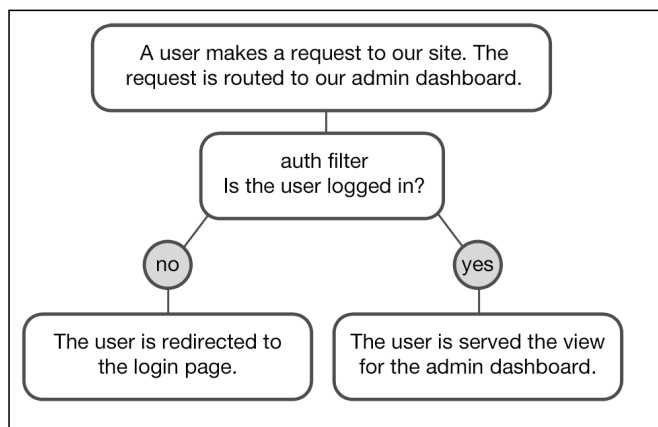 A user makes a request to our site. The
request is routed to our admin dashboard.
auth filter
Is the user logged in?
no
yes
The user is redirected to
the login page.
The user is served the view
for the admin dashboard.